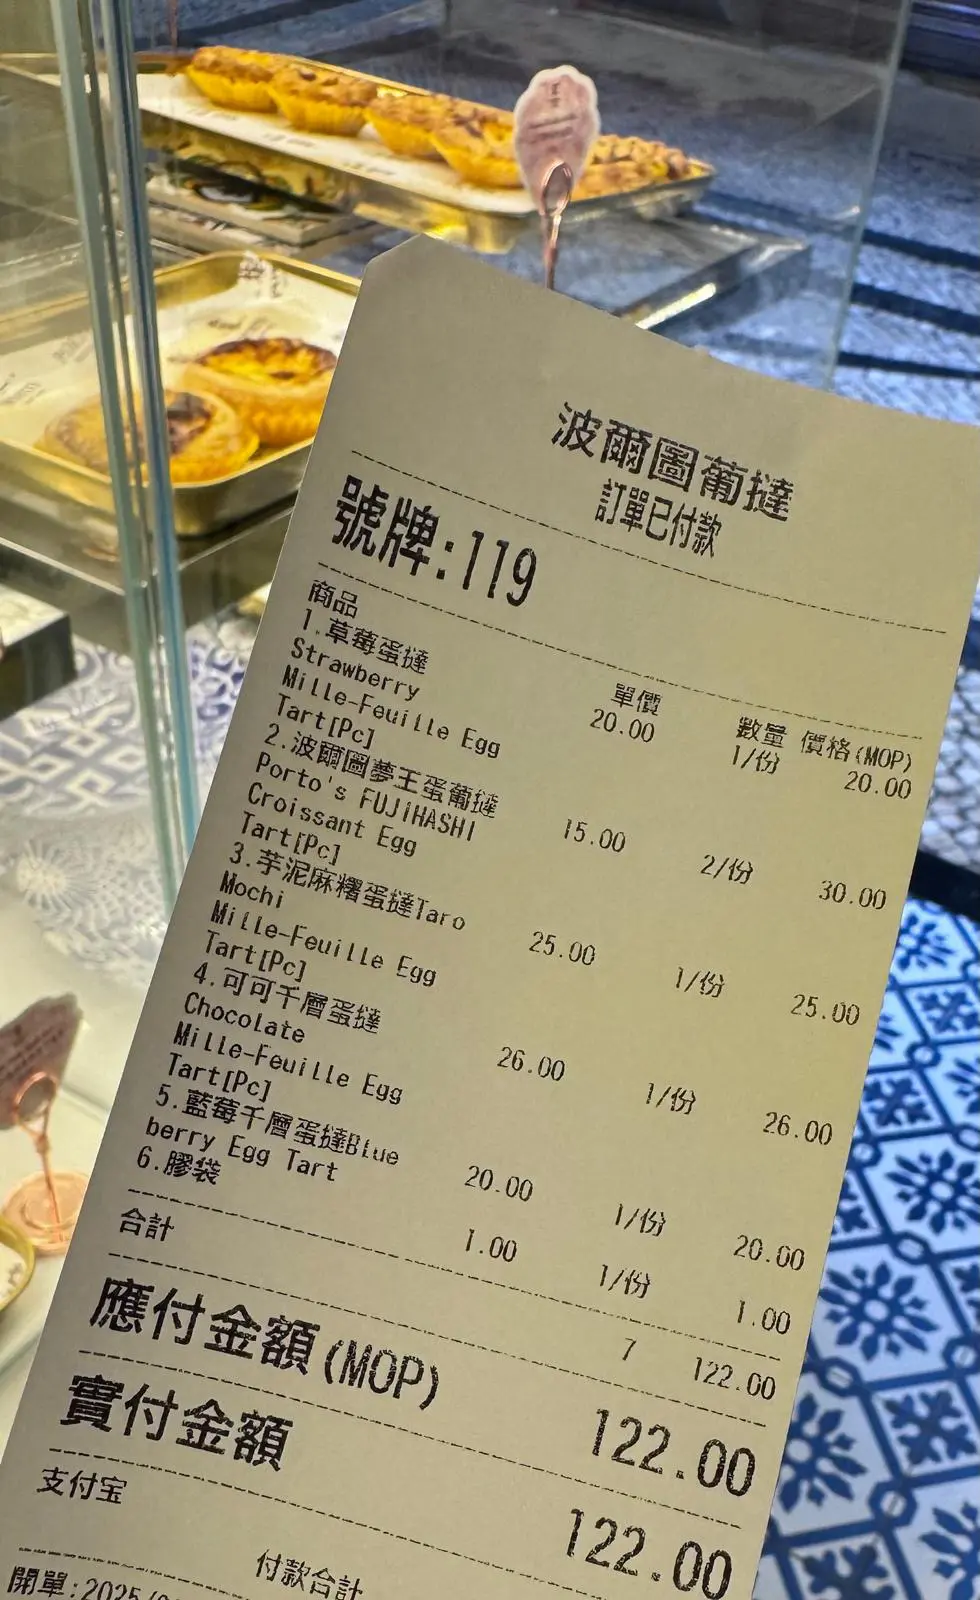 波爾圖葡撻
訂單已付款
號牌:119
商品 單價 數量 價格(MOP)
1.草莓蛋撻 20.00 1/份 20.00
Strawberry
Mille-Feuille Egg
Tart[Pc]
2.波爾圖夢王蛋葡撻 15.00 2/份 30.00
Porto's FUJIHASHI
Croissant Egg
Tart[Pc]
3.芋泥麻糬蛋撻Taro 25.00 1/份 25.00
Mochi
Mille-Feuille Egg
Tart[Pc]
4.可可千層蛋撻 26.00 1/份 26.00
Chocolate
Mille-Feuille Egg
Tart[Pc]
5.藍莓千層蛋撻Blue 20.00 1/份 20.00
berry Egg Tart
6.膠袋 1.00 1/份 1.00
合計 7 122.00
應付金額(MOP) 122.00
實付金額 122.00
支付宝
付款合計
開單:2025/